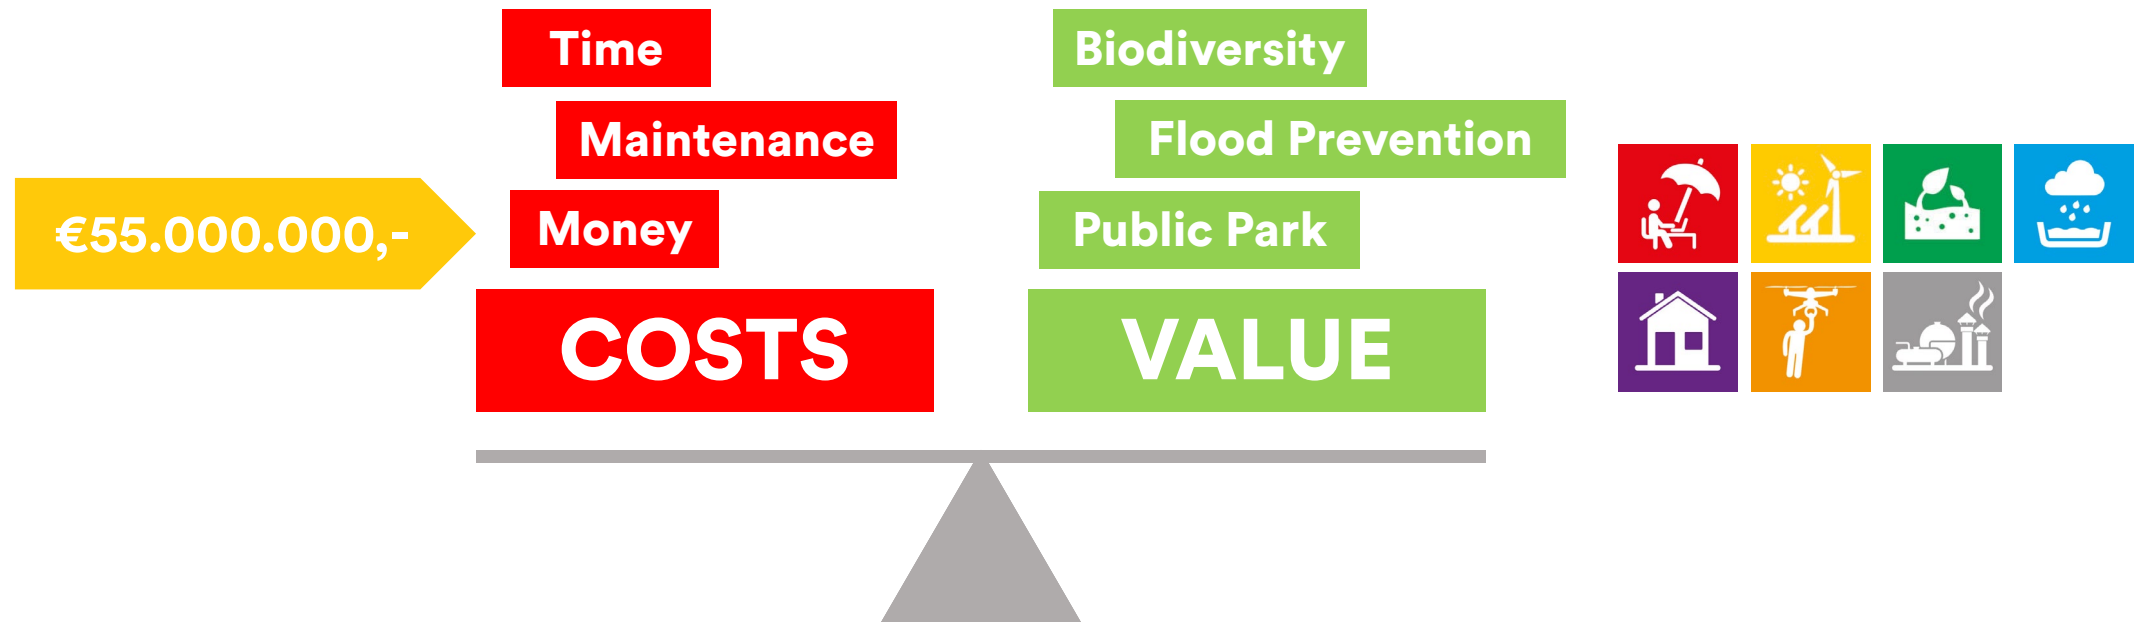 Time
Maintenance
Money
€55.000.000,-
COSTS
Biodiversity
Flood Prevention
Public Park
VALUE